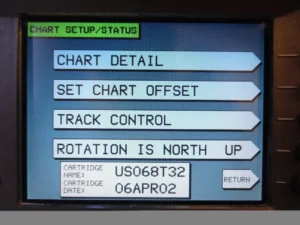 CHART SETUP/STATUS
CHART DETAIL
SET CHART OFFSET
TRACK CONTROL
ROTATION IS NORTH UP
CARTRIDGE NAME: US068T32
CARTRIDGE DATE: 06APR02
RETURN